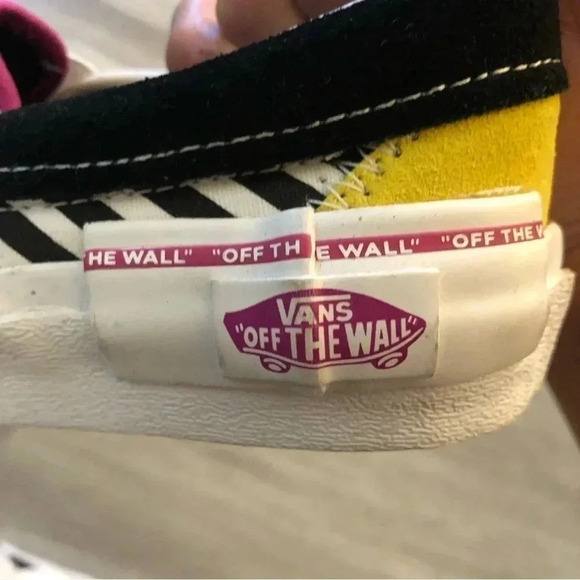 HE WALL" "OFF TH E WALL" "OFF THE V
VANS
"OFF THE WALL"